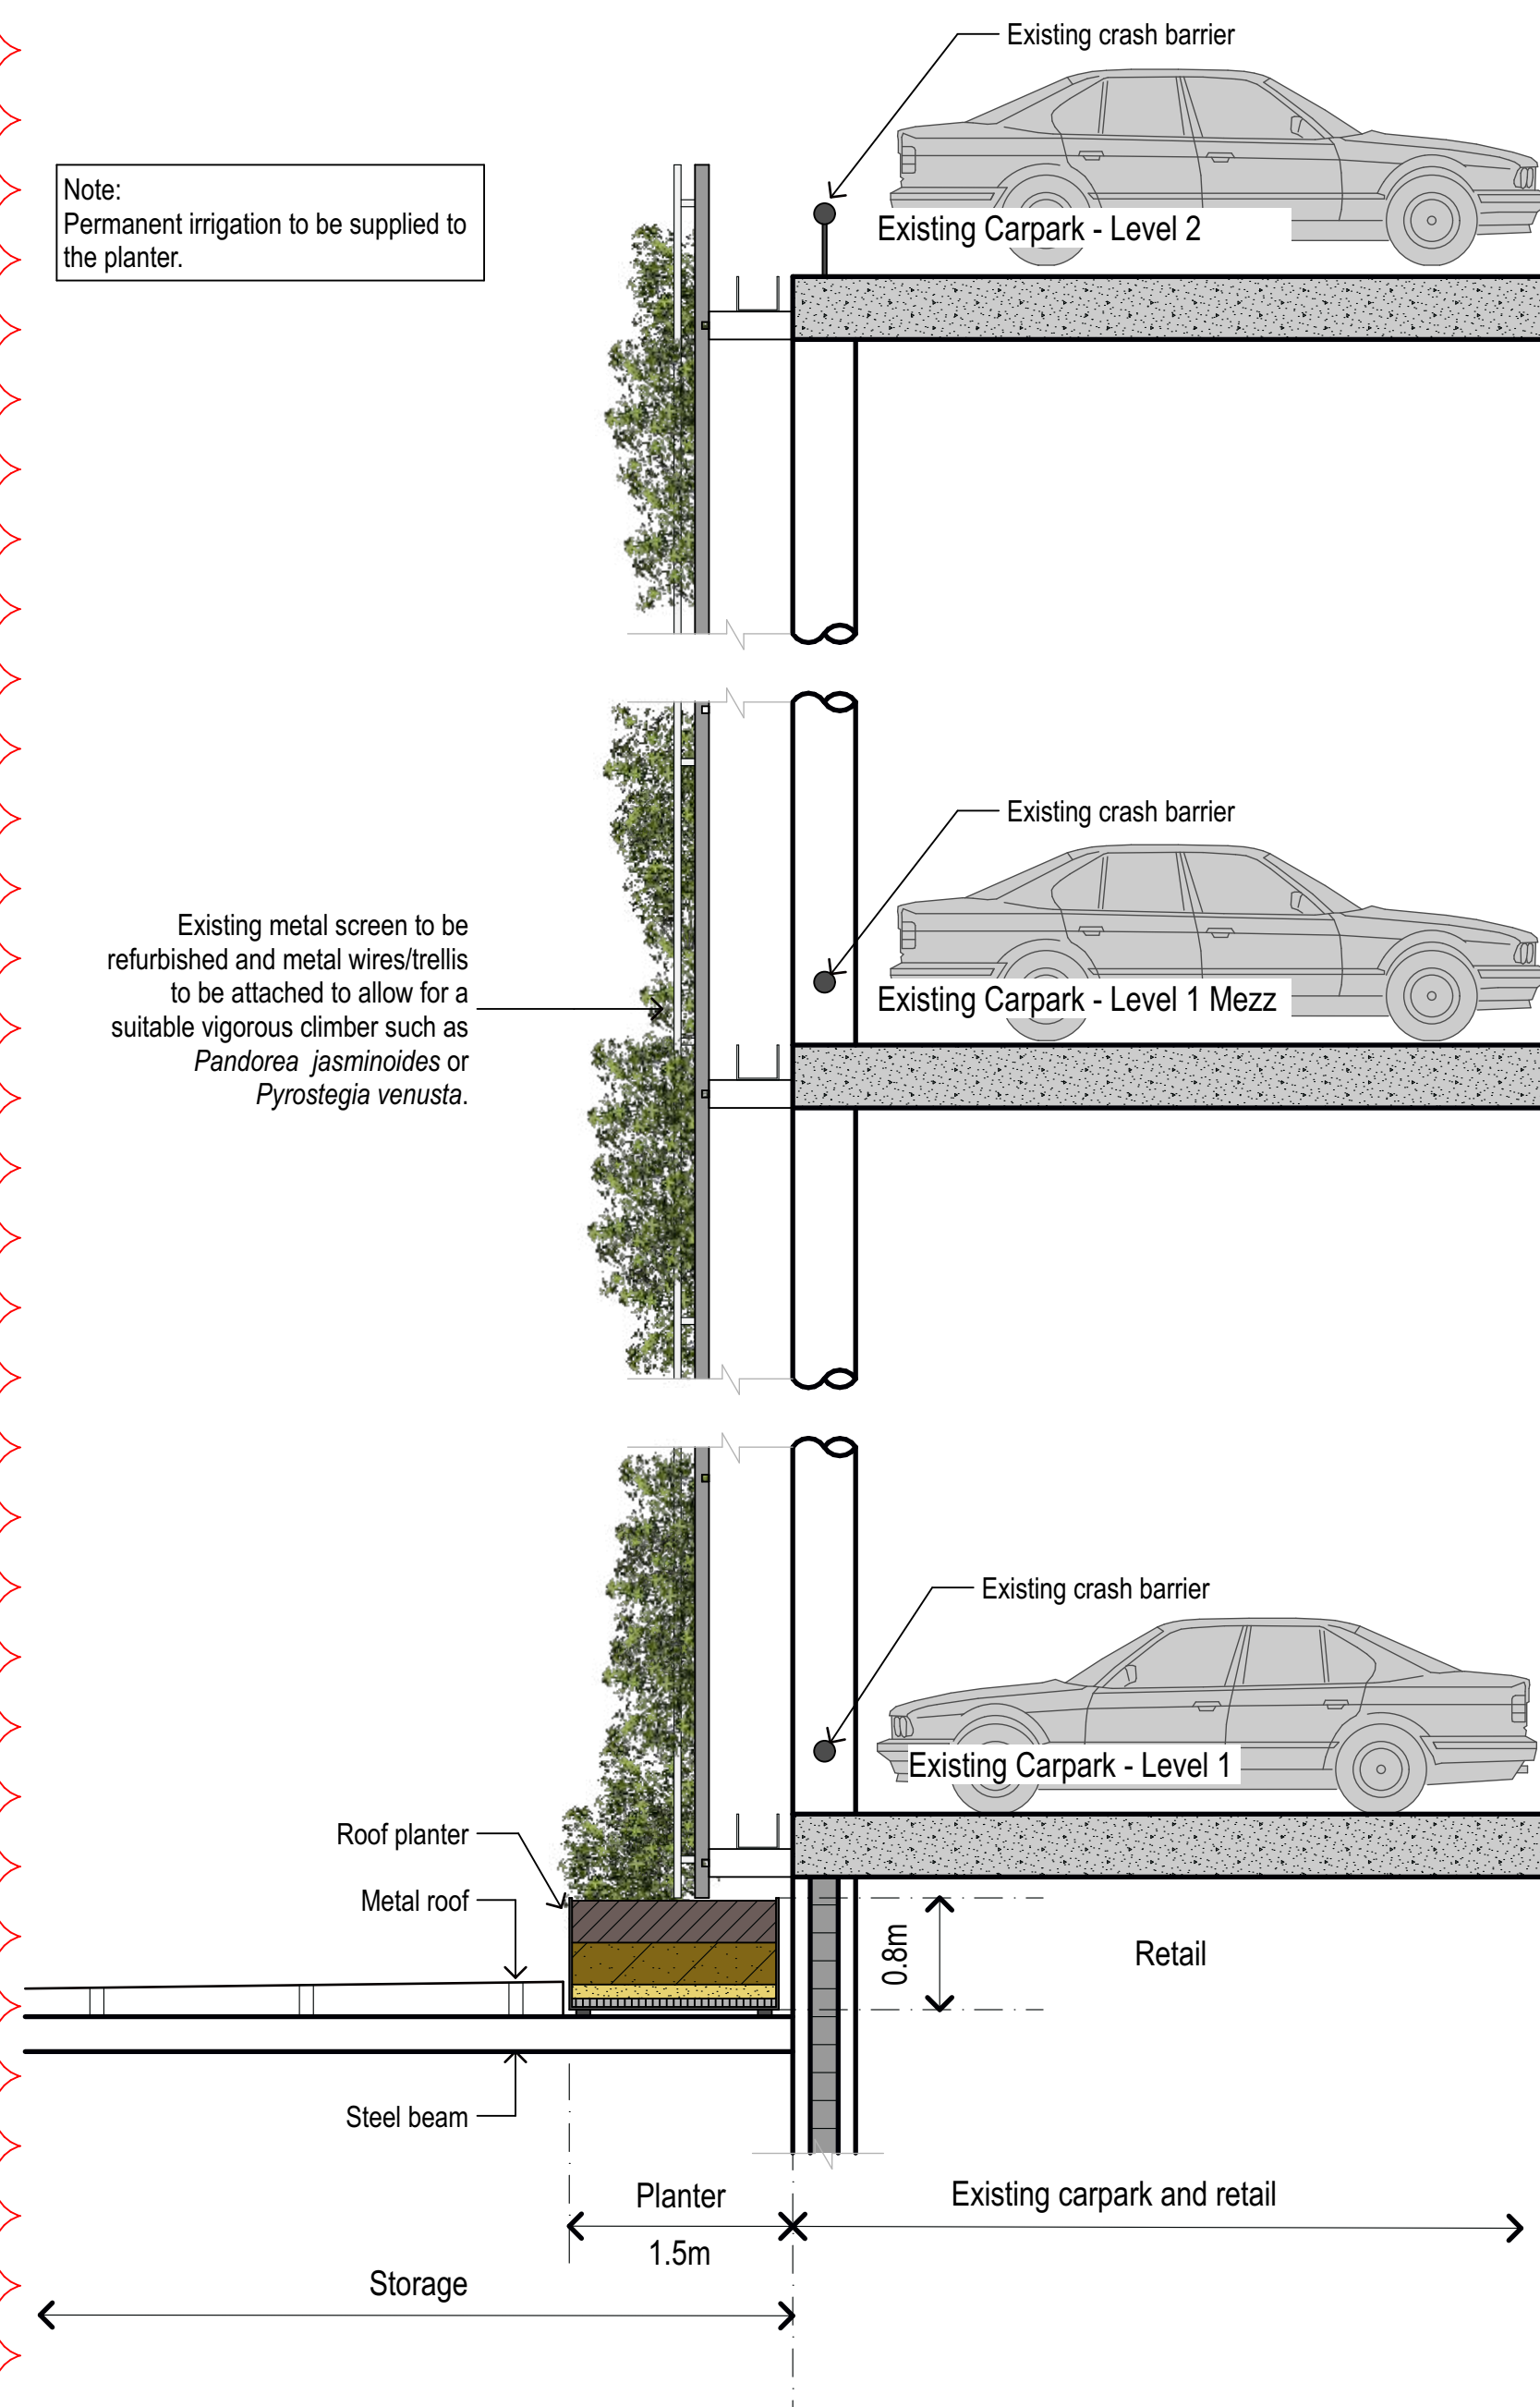 Existing crash barrier
Note:
Permanent irrigation to be supplied to
the planter.
Existing Carpark - Level 2
Existing crash barrier
Existing metal screen to be
refurbished and metal wires/trellis
to be attached to allow for a
suitable vigorous climber such as
Pandorea jasminoides or
Pyrostegia venusta.
Existing Carpark - Level 1 Mezz
Existing crash barrier
Existing Carpark - Level 1
Roof planter
Metal roof
0.8m
Retail
Steel beam
Planter
Existing carpark and retail
1.5m
Storage